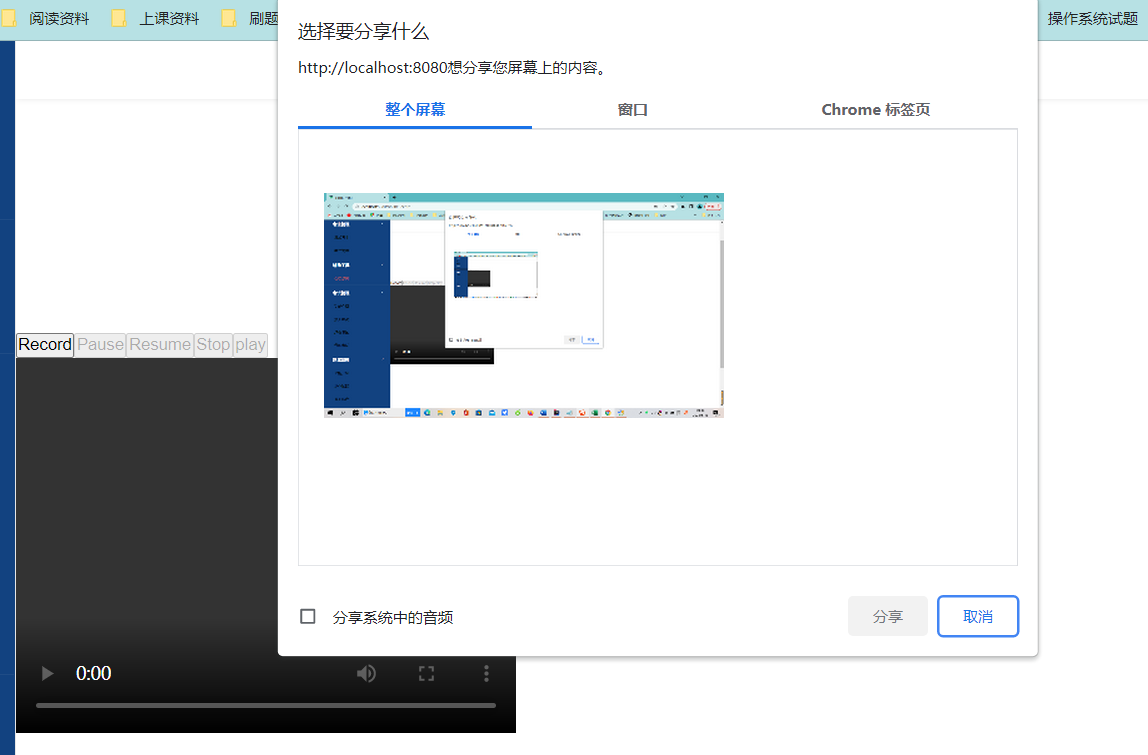 阅读资料 上课资料 刷题 操作系统试题
选择要分享什么
http://localhost:8080想分享您屏幕上的内容。
整个屏幕 窗口 Chrome 标签页
Record Pause Resume Stop play
分享系统中的音频 分享 取消
0:00